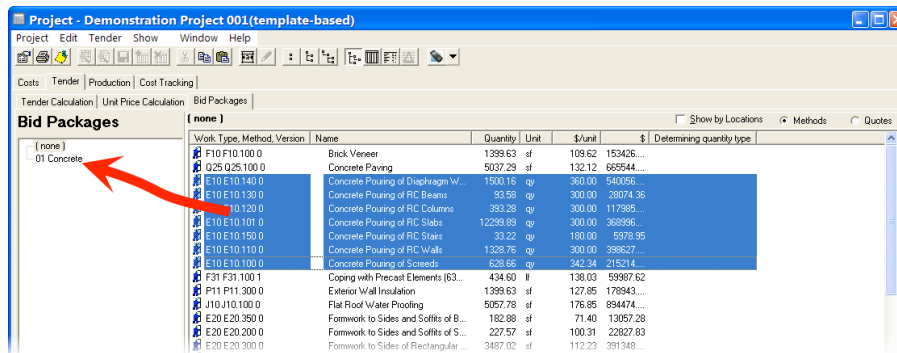 Project - Demonstration Project 001(template-based)
Project Edit Tender Show Window Help
Costs Tender Production Cost Tracking
Tender Calculation Unit Price Calculation Bid Packages
Bid Packages
( none ) Show by Locations Methods Quotes
Work Type, Method, Version Name Quantity Unit $/unit $ Determining quantity type
( none )
01 Concrete
F10 F10.100 0 Brick Veneer 1399.63 sf 109.62 153426....
Q25 Q25.100 0 Concrete Paving 5037.29 sf 132.12 665544....
E10 E10.140 0 Concrete Pouring of Diaphragm W... 1500.16 qy 360.00 540056....
E10 E10.130 0 Concrete Pouring of RC Beams 93.58 qy 300.00 28074.36
E10.120 0 Concrete Pouring of RC Columns 393.28 qy 300.00 117985....
E10 E10.101 0 Concrete Pouring of RC Slabs 12299.89 qy 300.00 368996....
E10 E10.150 0 Concrete Pouring of RC Stairs 33.22 qy 180.00 5978.95
E10 E10.110 0 Concrete Pouring of RC Walls 1328.76 qy 300.00 398627....
E10 E10.100 0 Concrete Pouring of Screeds 628.66 qy 342.34 215214....
F31 F31.100 1 Coping with Precast Elements (63... 434.60 lf 138.03 59987.62
P11 P11.300 0 Exterior Wall Insulation 1399.63 sf 127.85 178943....
J10 J10.100 0 Flat Roof Water Proofing 5057.78 sf 176.85 894474....
E20 E20.350 0 Formwork to Sides and Soffits of B... 182.88 sf 71.40 13057.28
E20 E20.200 0 Formwork to Sides and Soffits of S... 227.57 sf 100.31 22827.83
E20 E20.300 0 Formwork to Sides of Rectangular ... 3487.02 sf 112.23 391348....